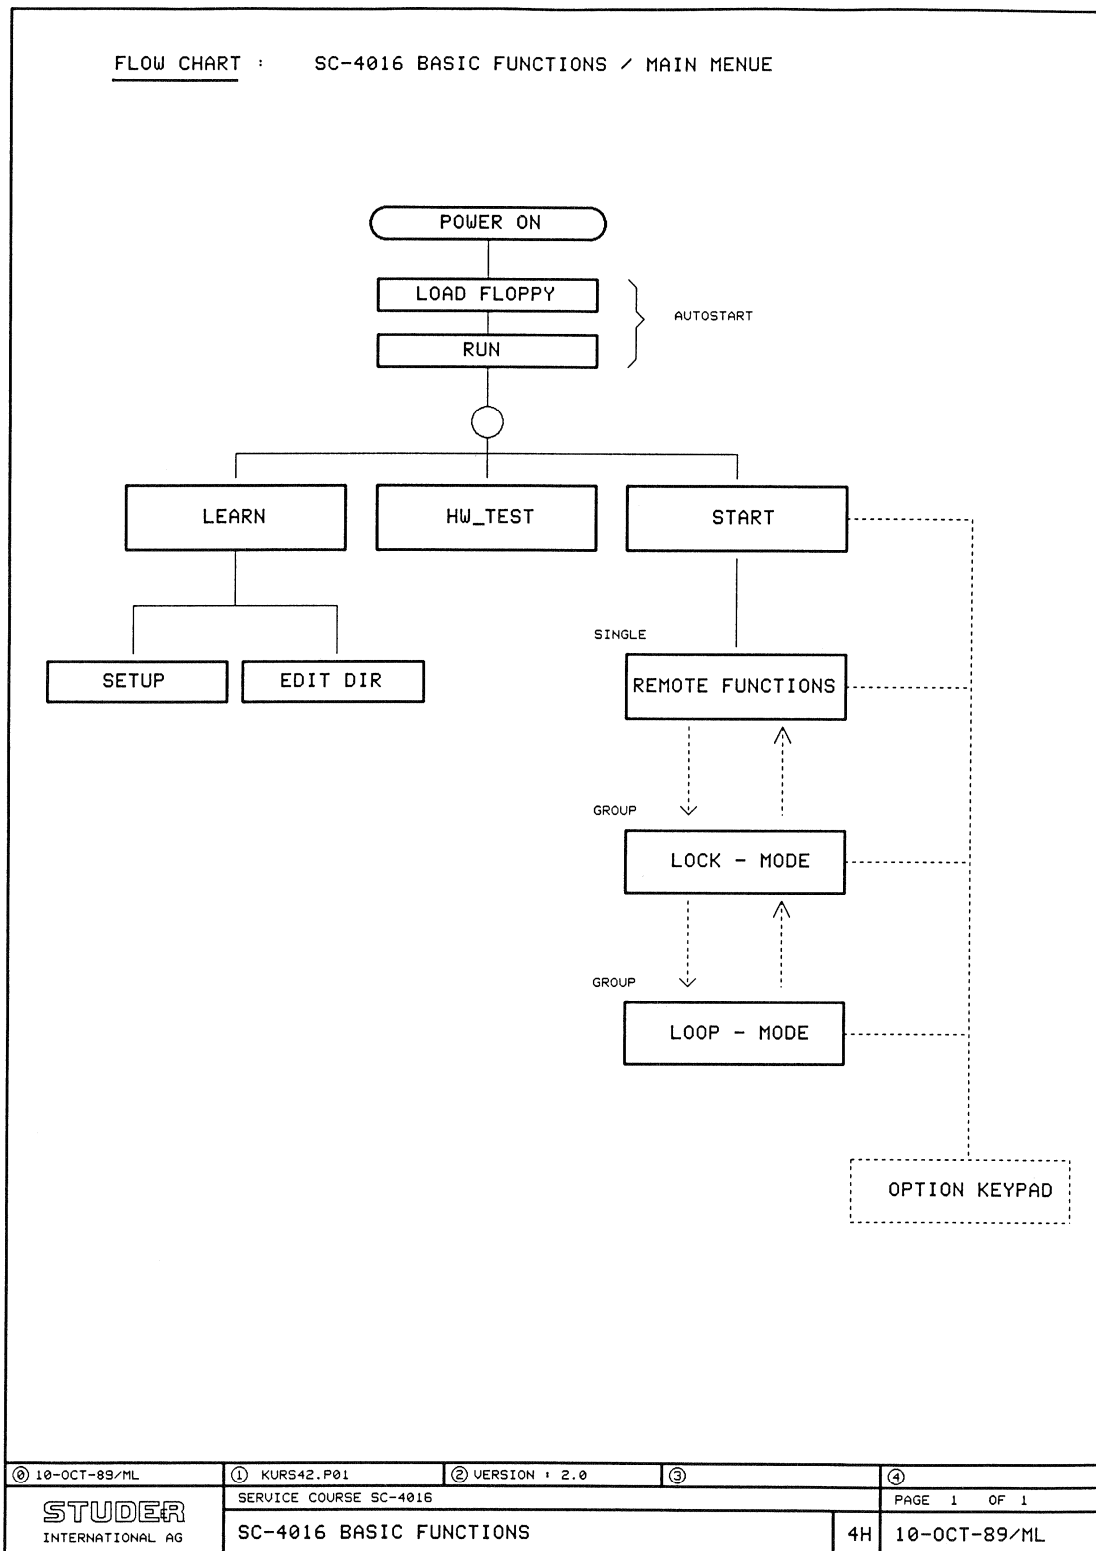 FLOW CHART : SC-4016 BASIC FUNCTIONS / MAIN MENUE
POWER ON
LOAD FLOPPY
AUTOSTART
RUN
LEARN
HW_TEST
START
SINGLE
SETUP
EDIT DIR
REMOTE FUNCTIONS
GROUP
LOCK - MODE
GROUP
LOOP - MODE
OPTION KEYPAD
⓪ 10-OCT-89/ML
① KURS42.P01
② VERSION : 2.0
③
④
STUDER
INTERNATIONAL AG
SERVICE COURSE SC-4016
PAGE 1 OF 1
SC-4016 BASIC FUNCTIONS
4H
10-OCT-89/ML